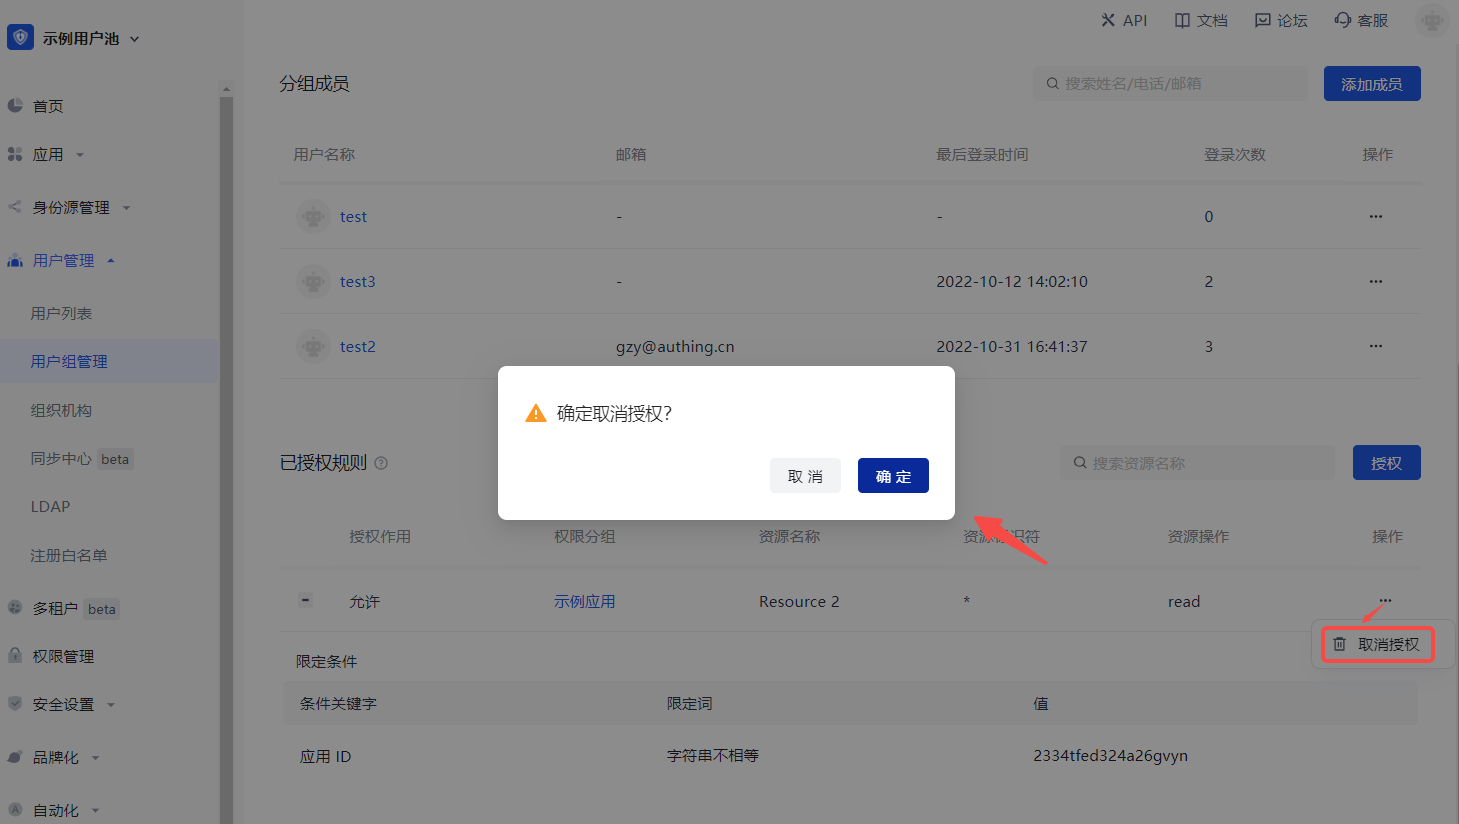 示例用户池
API
文档
论坛
客服
首页
应用
身份源管理
用户管理
用户列表
用户组管理
组织机构
同步中心 beta
LDAP
注册白名单
多租户 beta
权限管理
安全设置
品牌化
自动化
分组成员
搜索姓名/电话/邮箱
添加成员
用户名称 邮箱 最后登录时间 登录次数 操作
test - - 0 ···
test3 - 2022-10-12 14:02:10 2 ···
test2 gzy@authing.cn 2022-10-31 16:41:37 3 ···
确定取消授权?
取 消
确 定
已授权规则
搜索资源名称
授权
授权作用 权限分组 资源名称 资源标识符 资源操作 操作
允许 示例应用 Resource 2 * read ···
取消授权
限定条件
条件关键字 限定词 值
应用 ID 字符串不相等 2334tfed324a26gvyn